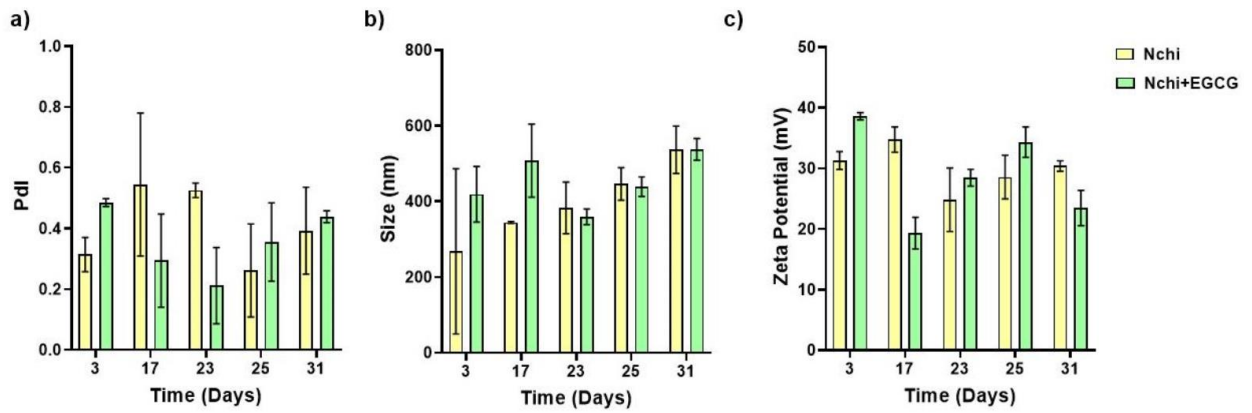 a)
1.0
0.8
0.6
0.4
0.2
0.0
PdI
3 17 23 25 31
Time (Days)
b)
800
600
400
200
0
Size (nm)
3 17 23 25 31
Time (Days)
c)
50
40
30
20
10
0
Zeta Potential (mV)
3 17 23 25 31
Time (Days)
Nchi
Nchi+EGCG